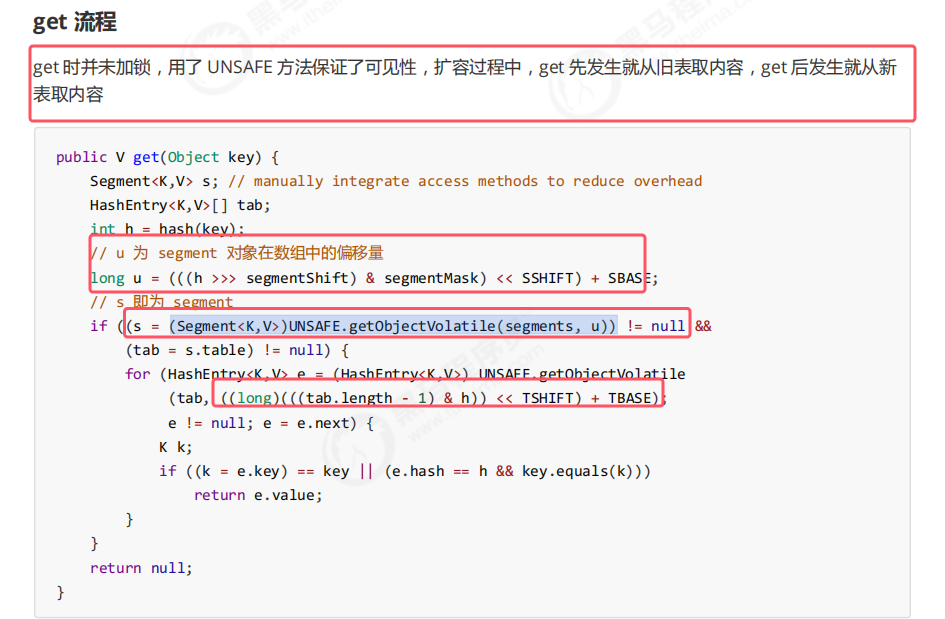 get 流程
get 时并未加锁，用了 UNSAFE 方法保证了可见性，扩容过程中，get 先发生就从旧表取内容，get 后发生就从新
表取内容
public V get(Object key) {
    Segment<K,V> s; // manually integrate access methods to reduce overhead
    HashEntry<K,V>[] tab;
    int h = hash(key);
    // u 为 segment 对象在数组中的偏移量
    long u = (((h >>> segmentShift) & segmentMask) << SSHIFT) + SBASE;
    // s 即为 segment
    if ((s = (Segment<K,V>)UNSAFE.getObjectVolatile(segments, u)) != null &&
        (tab = s.table) != null) {
        for (HashEntry<K,V> e = (HashEntry<K,V>) UNSAFE.getObjectVolatile
             (tab, ((long)(((tab.length - 1) & h)) << TSHIFT) + TBASE);
             e != null; e = e.next) {
            K k;
            if ((k = e.key) == key || (e.hash == h && key.equals(k)))
                return e.value;
        }
    }
    return null;
}